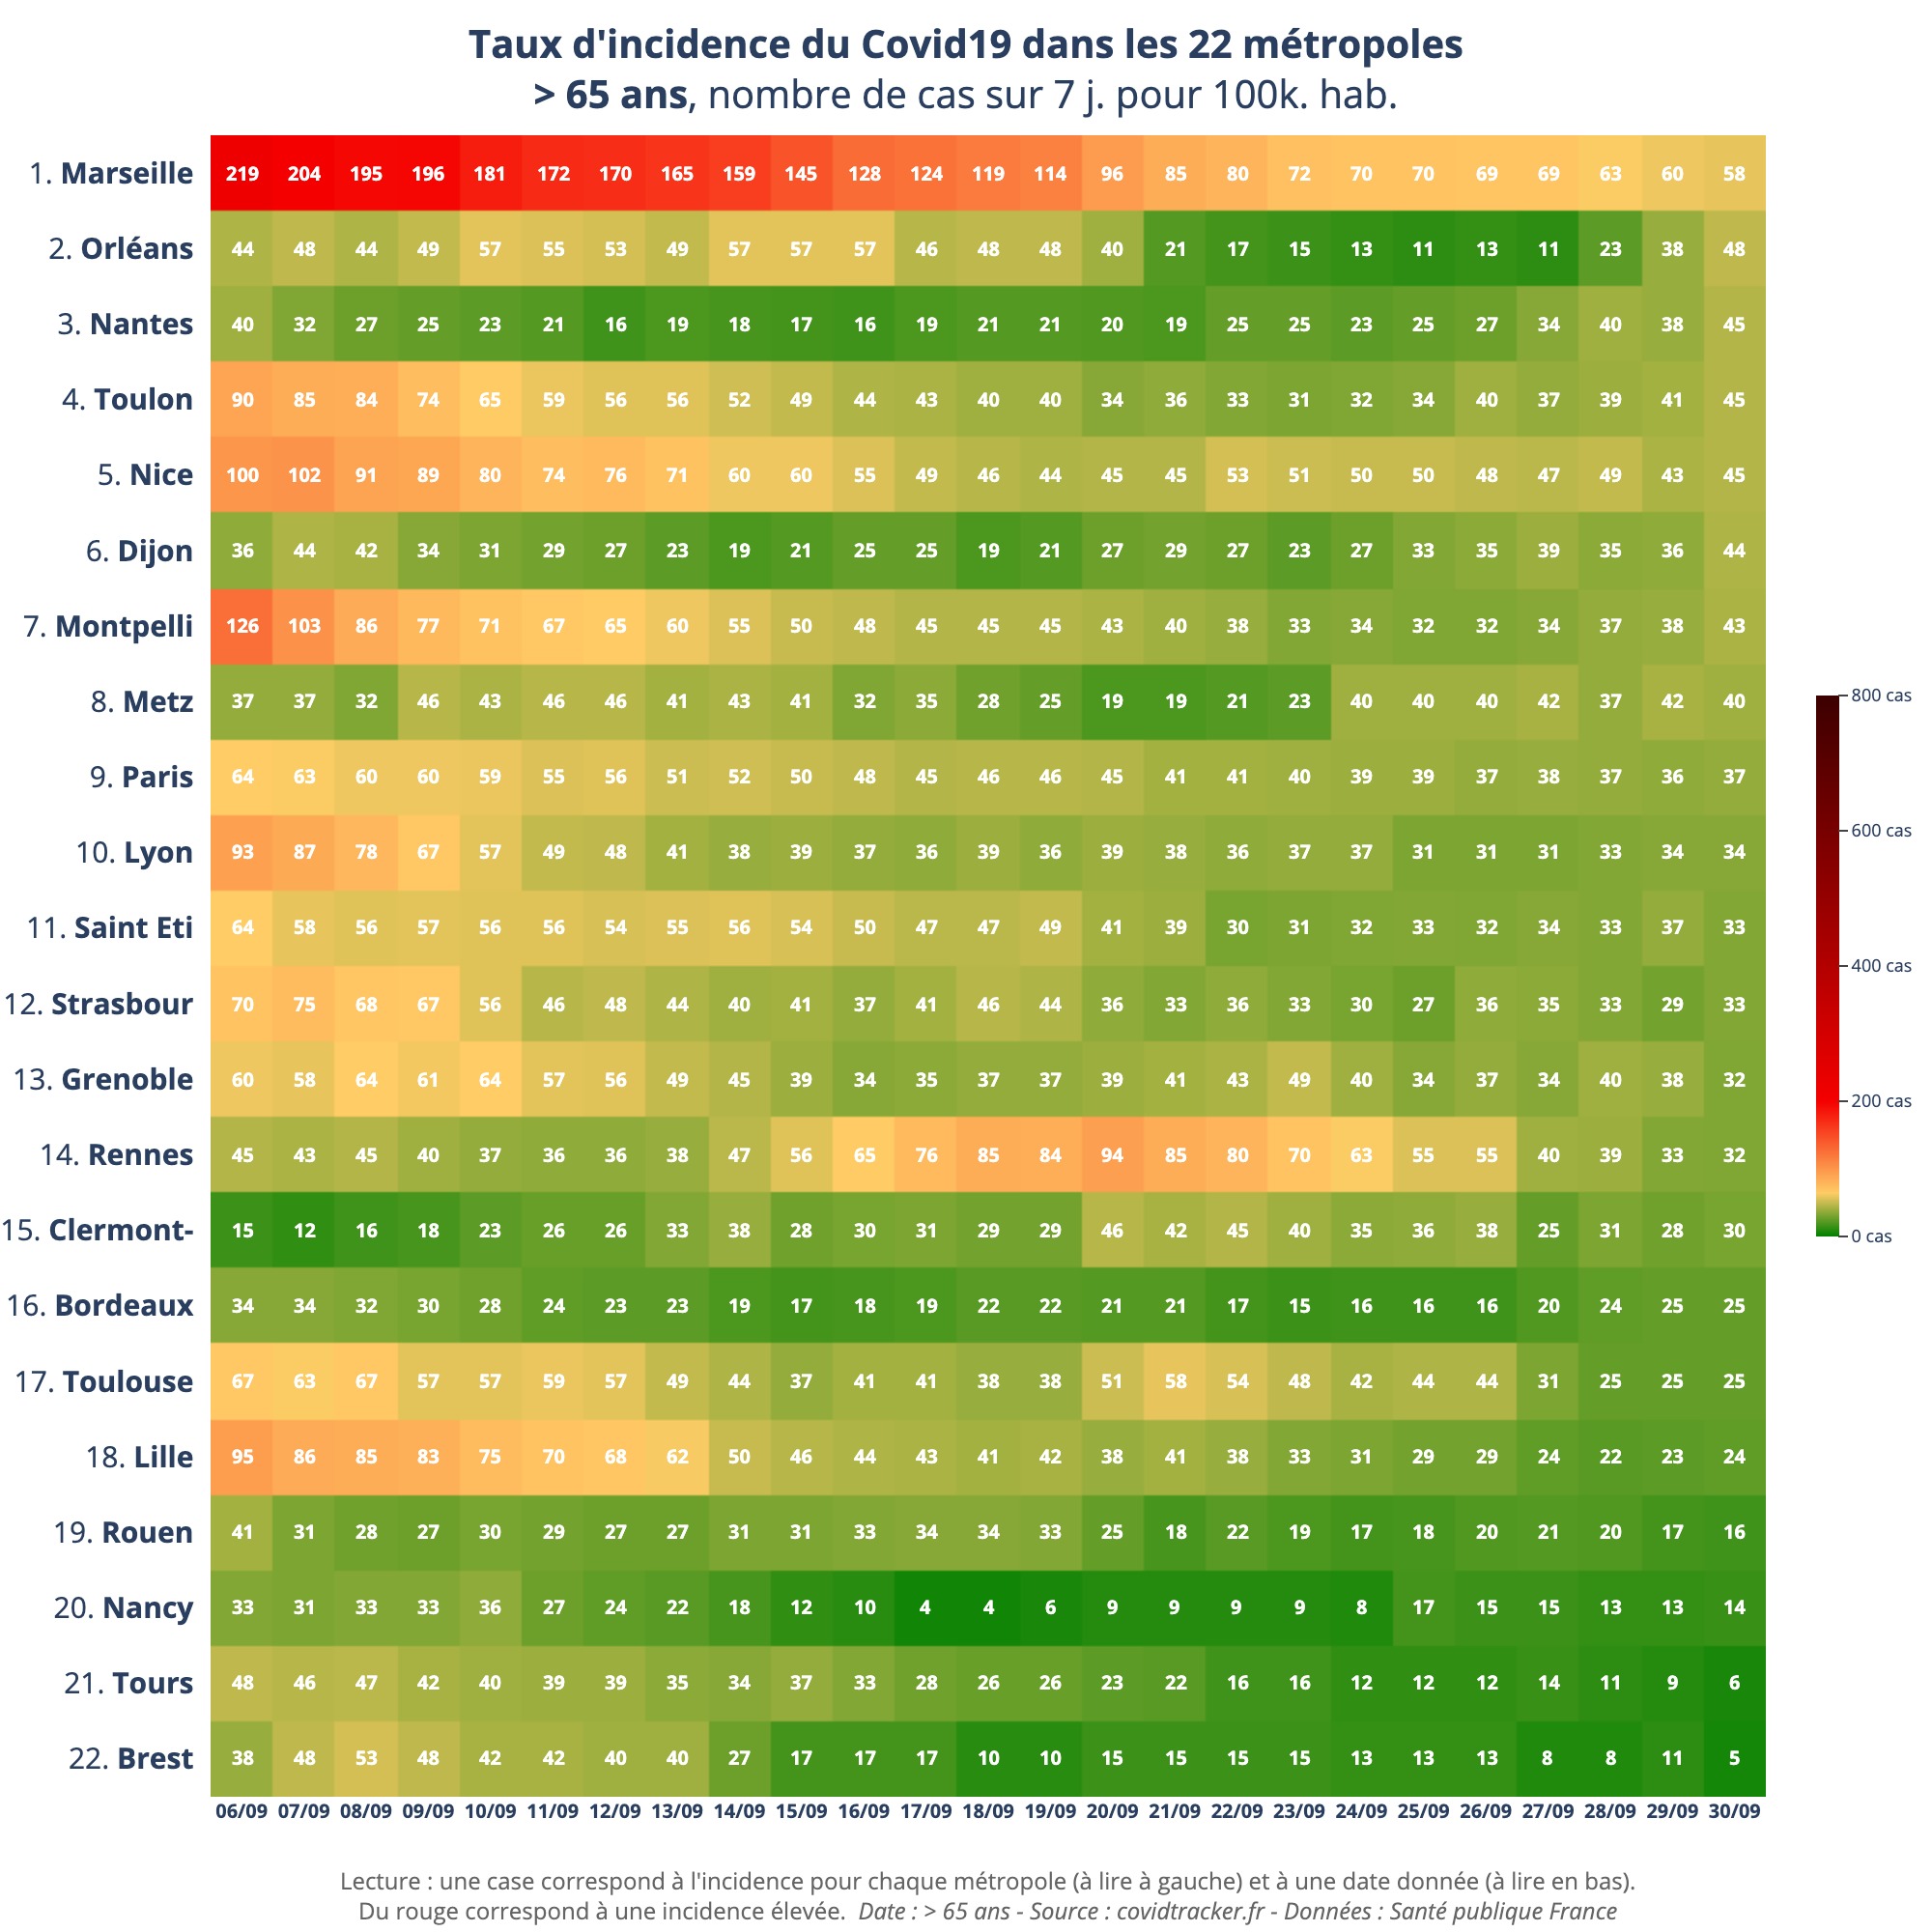 Taux d'incidence du Covid19 dans les 22 métropoles
> 65 ans, nombre de cas sur 7 j. pour 100k. hab.
1. Marseille 219 204 195 196 181 172 170 165 159 145 128 124 119 114 96 85 80 72 70 70 69 69 63 60 58
2. Orléans 44 48 44 49 57 55 53 49 57 57 57 46 48 48 40 21 17 15 13 11 13 11 23 38 48
3. Nantes 40 32 27 25 23 21 16 19 18 17 16 19 21 21 20 19 25 25 23 25 27 34 40 38 45
4. Toulon 90 85 84 74 65 59 56 56 52 49 44 43 40 40 34 36 33 31 32 34 40 37 39 41 45
5. Nice 100 102 91 89 80 74 76 71 60 60 55 49 46 44 45 45 53 51 50 50 48 47 49 43 45
6. Dijon 36 44 42 34 31 29 27 23 19 21 25 25 19 21 27 29 27 23 27 33 35 39 35 36 44
7. Montpelli 126 103 86 77 71 67 65 60 55 50 48 45 45 45 43 40 38 33 34 32 32 34 37 38 43
8. Metz 37 37 32 46 43 46 46 41 43 41 32 35 28 25 19 19 21 23 40 40 40 42 37 42 40
9. Paris 64 63 60 60 59 55 56 51 52 50 48 45 46 46 45 41 41 40 39 39 37 38 37 36 37
10. Lyon 93 87 78 67 57 49 48 41 38 39 37 36 39 36 39 38 36 37 37 31 31 31 33 34 34
11. Saint Eti 64 58 56 57 56 56 54 55 56 54 50 47 47 49 41 39 30 31 32 33 32 34 33 37 33
12. Strasbour 70 75 68 67 56 46 48 44 40 41 37 41 46 44 36 33 36 33 30 27 36 35 33 29 33
13. Grenoble 60 58 64 61 64 57 56 49 45 39 34 35 37 37 39 41 43 49 40 34 37 34 40 38 32
14. Rennes 45 43 45 40 37 36 36 38 47 56 65 76 85 84 94 85 80 70 63 55 55 40 39 33 32
15. Clermont- 15 12 16 18 23 26 26 33 38 28 30 31 29 29 46 42 45 40 35 36 38 25 31 28 30
16. Bordeaux 34 34 32 30 28 24 23 23 19 17 18 19 22 22 21 21 17 15 16 16 16 20 24 25 25
17. Toulouse 67 63 67 57 57 59 57 49 44 37 41 41 38 38 51 58 54 48 42 44 44 31 25 25 25
18. Lille 95 86 85 83 75 70 68 62 50 46 44 43 41 42 38 41 38 33 31 29 29 24 22 23 24
19. Rouen 41 31 28 27 30 29 27 27 31 31 33 34 34 33 25 18 22 19 17 18 20 21 20 17 16
20. Nancy 33 31 33 33 36 27 24 22 18 12 10 4 4 6 9 9 9 9 8 17 15 15 13 13 14
21. Tours 48 46 47 42 40 39 39 35 34 37 33 28 26 26 23 22 16 16 12 12 12 14 11 9 6
22. Brest 38 48 53 48 42 42 40 40 27 17 17 17 10 10 15 15 15 15 13 13 13 8 8 11 5
06/09 07/09 08/09 09/09 10/09 11/09 12/09 13/09 14/09 15/09 16/09 17/09 18/09 19/09 20/09 21/09 22/09 23/09 24/09 25/09 26/09 27/09 28/09 29/09 30/09
800 cas
600 cas
400 cas
200 cas
0 cas
Lecture : une case correspond à l'incidence pour chaque métropole (à lire à gauche) et à une date donnée (à lire en bas).
Du rouge correspond à une incidence élevée. Date : > 65 ans - Source : covidtracker.fr - Données : Santé publique France